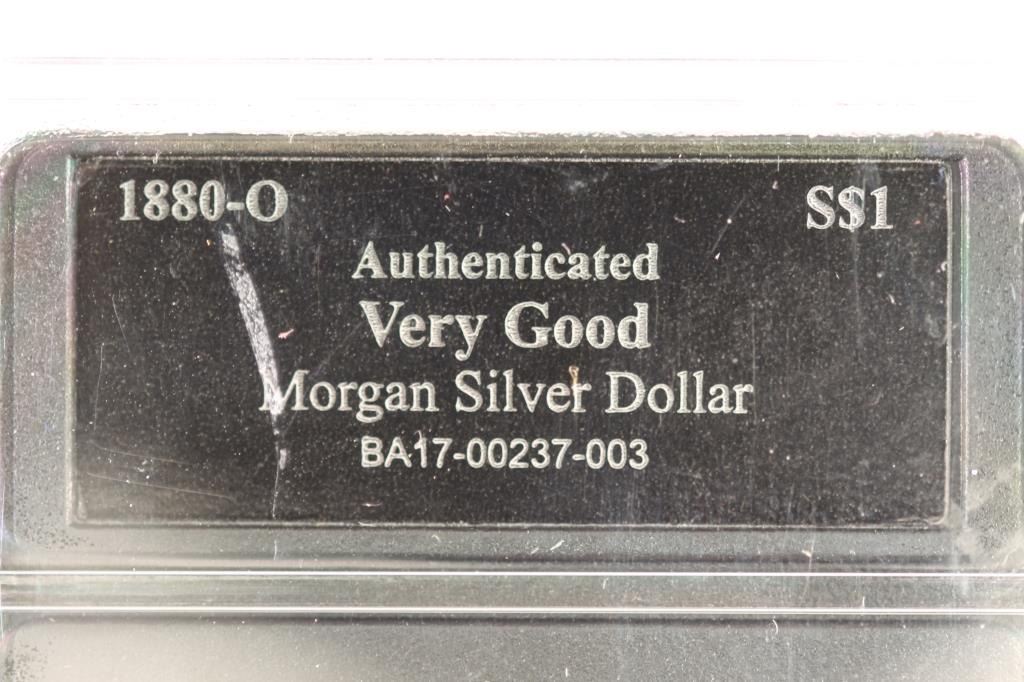 1880-O S$1
Authenticated
Very Good
Morgan Silver Dollar
BA17-00237-003